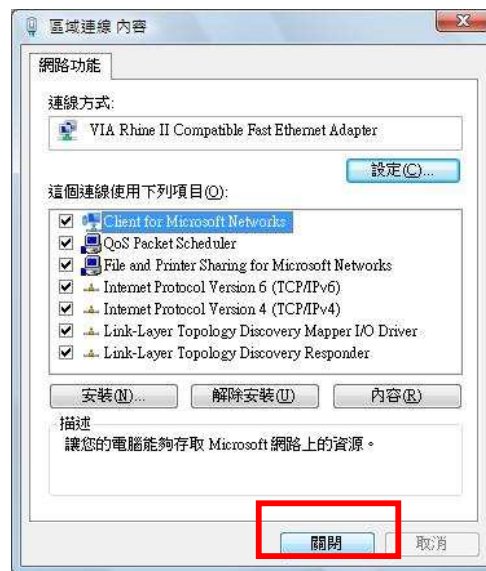 區域連線 內容
網路功能
連線方式:
VIA Rhine II Compatible Fast Ethernet Adapter
設定(C)...
這個連線使用下列項目(O):
Client for Microsoft Networks
QoS Packet Scheduler
File and Printer Sharing for Microsoft Networks
Internet Protocol Version 6 (TCP/IPv6)
Internet Protocol Version 4 (TCP/IPv4)
Link-Layer Topology Discovery Mapper I/O Driver
Link-Layer Topology Discovery Responder
安裝(N)... 解除安裝(U) 內容(R)
描述
讓您的電腦能夠存取 Microsoft 網路上的資源。
關閉 取消